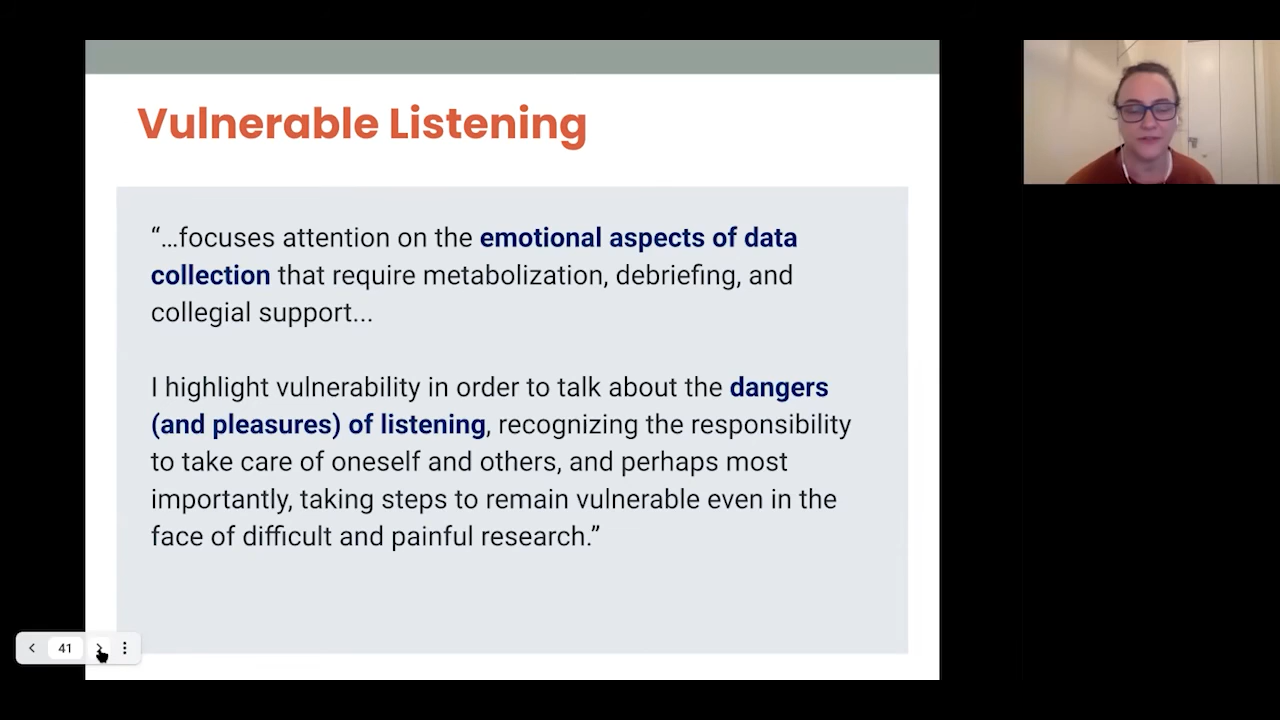 Vulnerable Listening
“…focuses attention on the emotional aspects of data
collection that require metabolization, debriefing, and
collegial support...
I highlight vulnerability in order to talk about the dangers
(and pleasures) of listening, recognizing the responsibility
to take care of oneself and others, and perhaps most
importantly, taking steps to remain vulnerable even in the
face of difficult and painful research.”
41